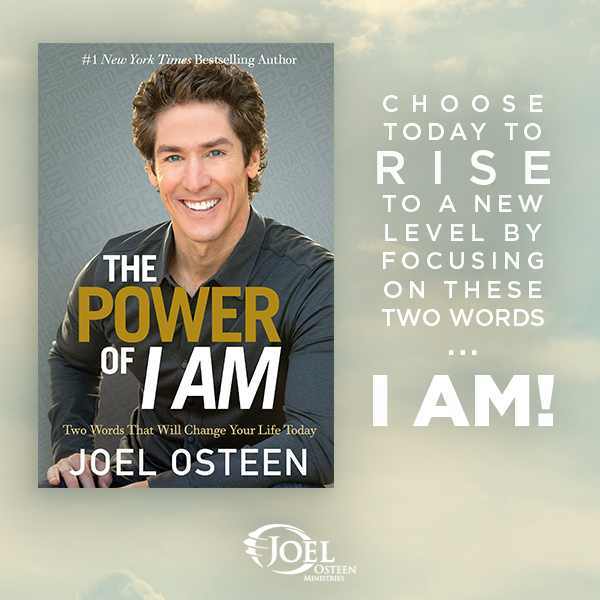 #1 New York Times Bestselling Author
THE
POWER
OF I AM
Two Words That Will Change Your Life Today
JOEL OSTEEN
CHOOSE
TODAY TO
RISE
TO A NEW
LEVEL BY
FOCUSING
ON THESE
TWO WORDS
...
I AM!
JOEL
OSTEEN
MINISTRIES